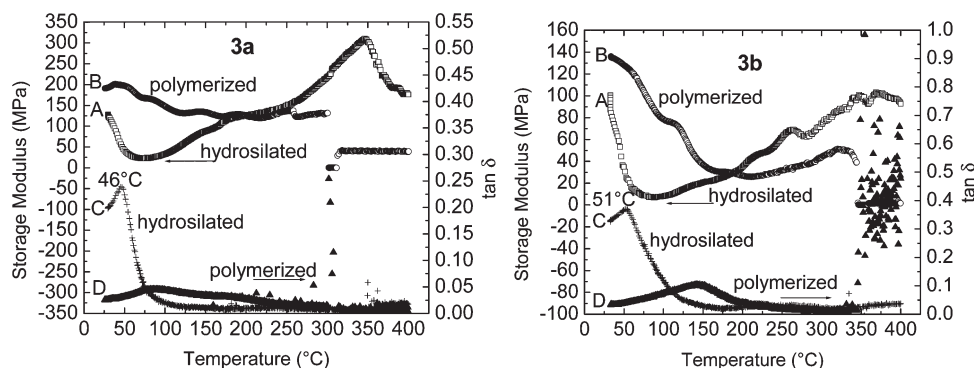 3a
350
300
250
200
150
100
50
0
-50
-100
-150
-200
-250
-300
-350
Storage Modulus (MPa)
0.55
0.50
0.45
0.40
0.35
0.30
0.25
0.20
0.15
0.10
0.05
0.00
tan δ
B
polymerized
A
hydrosilated
46°C
C
hydrosilated
polymerized
D
0 50 100 150 200 250 300 350 400
Temperature (°C)
3b
160
140
120
100
80
60
40
20
0
-20
-40
-60
-80
-100
Storage Modulus (MPa)
1.0
0.9
0.8
0.7
0.6
0.5
0.4
0.3
0.2
0.1
0.0
tan δ
B
polymerized
A
hydrosilated
51°C
C
hydrosilated
polymerized
D
0 50 100 150 200 250 300 350 400
Temperature (°C)